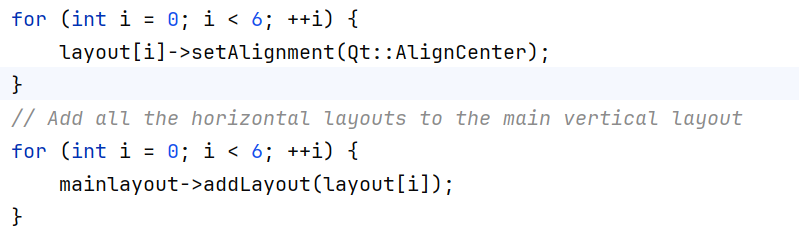 for (int i = 0; i < 6; ++i) {
    layout[i]->setAlignment(Qt::AlignCenter);
}
// Add all the horizontal layouts to the main vertical layout
for (int i = 0; i < 6; ++i) {
    mainlayout->addLayout(layout[i]);
}